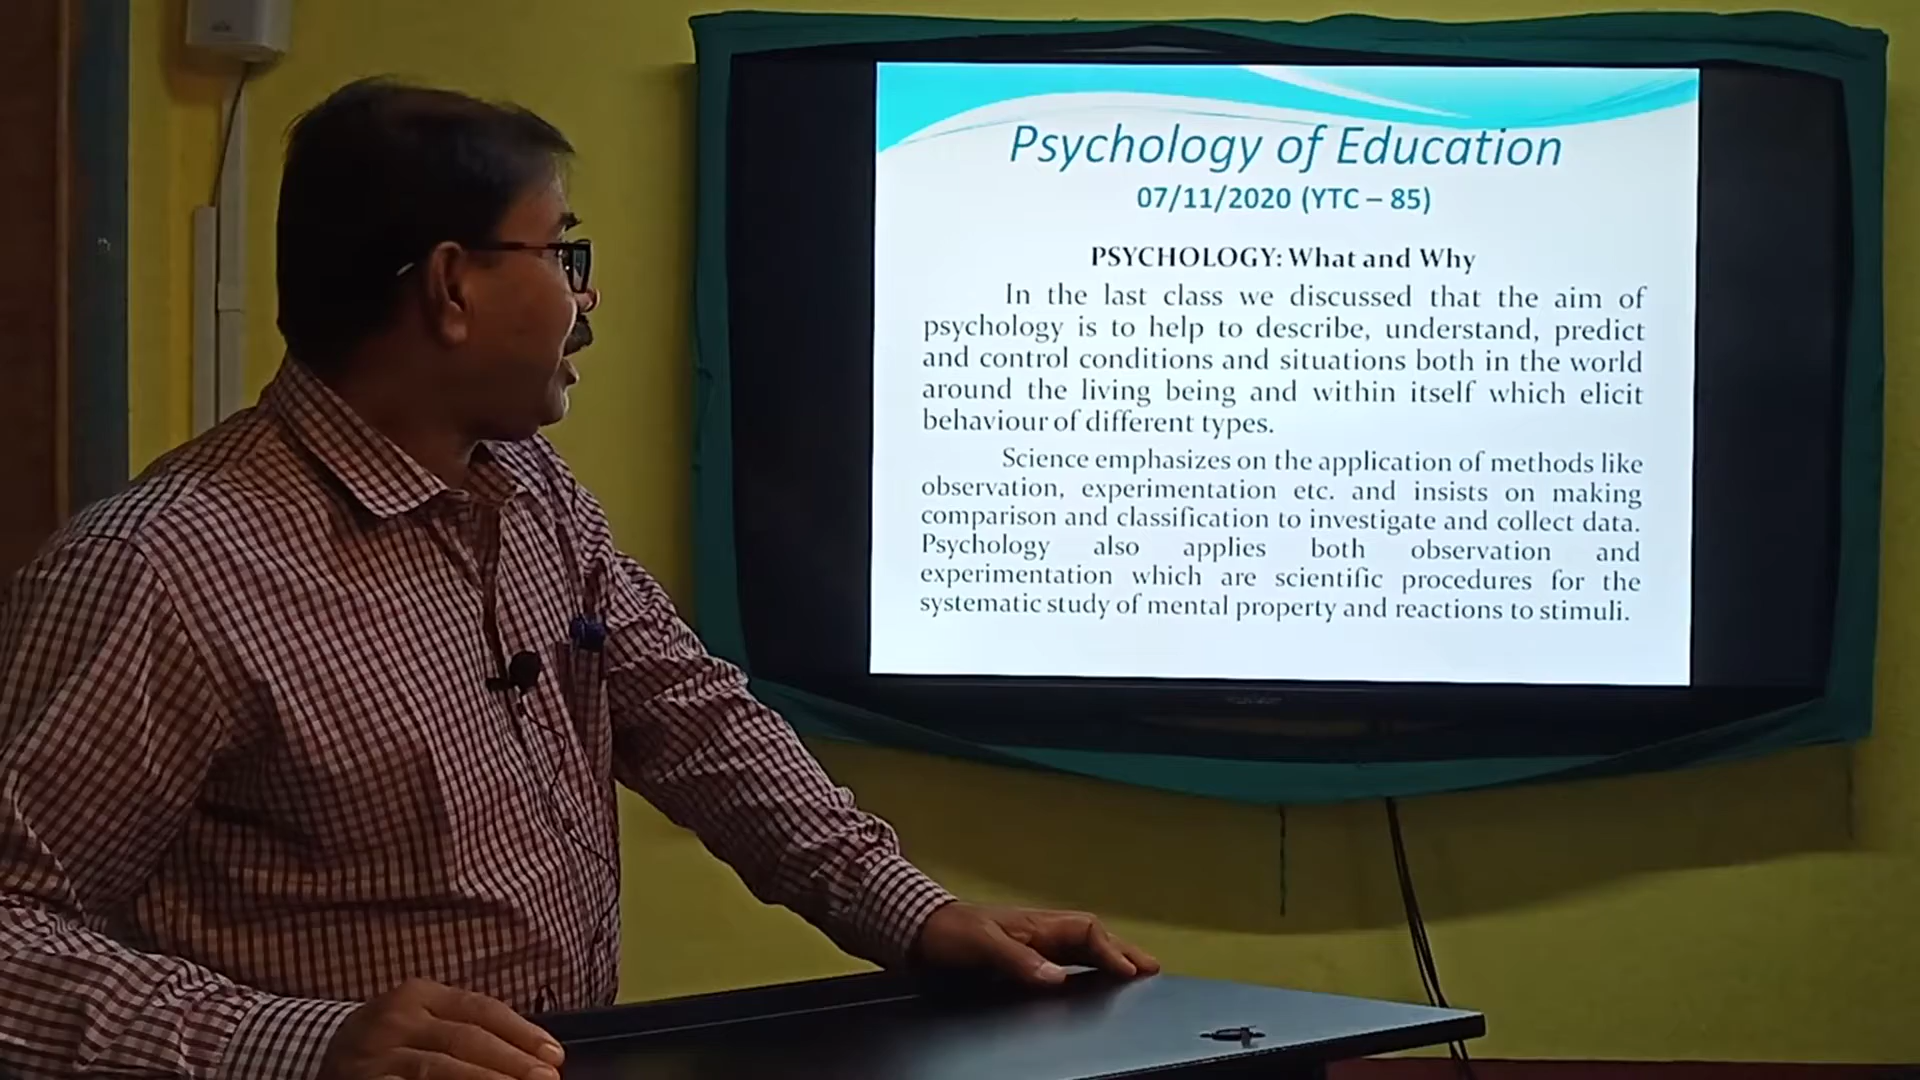 Psychology of Education
07/11/2020 (YTC – 85)
PSYCHOLOGY: What and Why
In the last class we discussed that the aim of
psychology is to help to describe, understand, predict
and control conditions and situations both in the world
around the living being and within itself which elicit
behaviour of different types.
Science emphasizes on the application of methods like
observation, experimentation etc. and insists on making
comparison and classification to investigate and collect data.
Psychology also applies both observation and
experimentation which are scientific procedures for the
systematic study of mental property and reactions to stimuli.